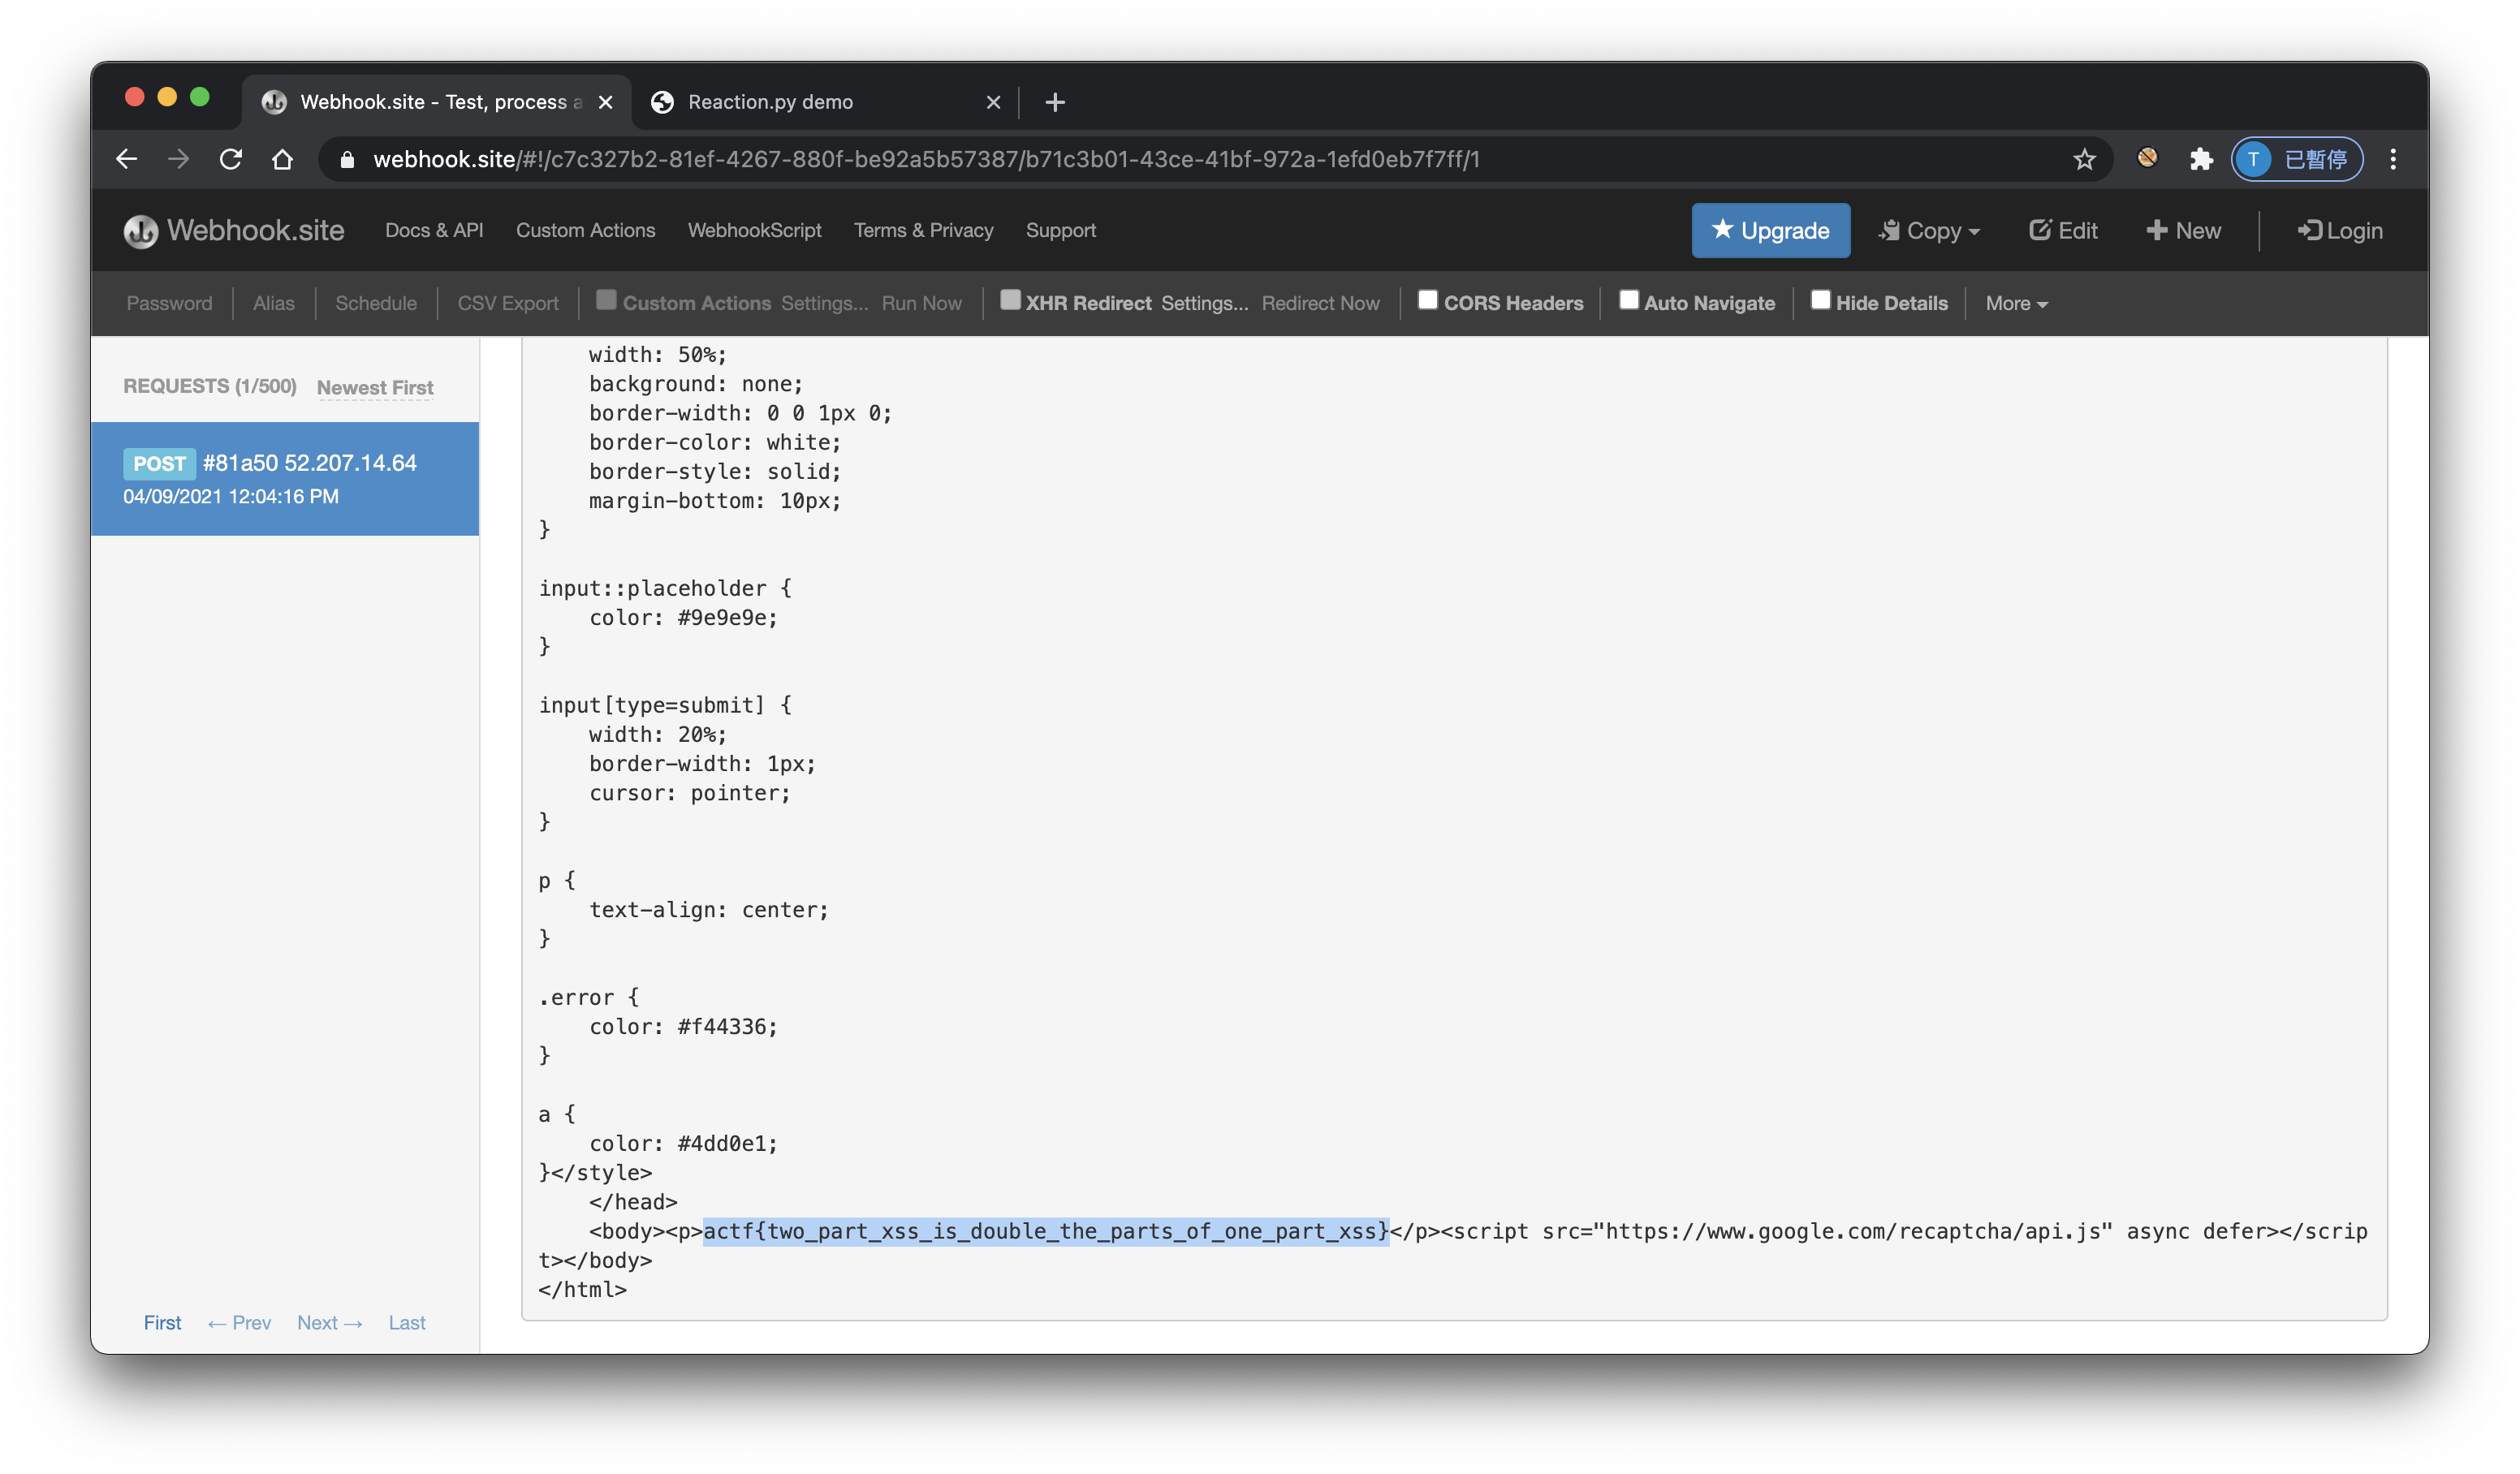 Webhook.site - Test, process a
Reaction.py demo
webhook.site/#!/c7c327b2-81ef-4267-880f-be92a5b57387/b71c3b01-43ce-41bf-972a-1efd0eb7f7ff/1
T 已暫停
Webhook.site Docs & API Custom Actions WebhookScript Terms & Privacy Support Upgrade Copy Edit New Login
Password Alias Schedule CSV Export Custom Actions Settings... Run Now XHR Redirect Settings... Redirect Now CORS Headers Auto Navigate Hide Details More
REQUESTS (1/500) Newest First
POST #81a50 52.207.14.64
04/09/2021 12:04:16 PM
First ← Prev Next → Last
    width: 50%;
    background: none;
    border-width: 0 0 1px 0;
    border-color: white;
    border-style: solid;
    margin-bottom: 10px;
}
input::placeholder {
    color: #9e9e9e;
}
input[type=submit] {
    width: 20%;
    border-width: 1px;
    cursor: pointer;
}
p {
    text-align: center;
}
.error {
    color: #f44336;
}
a {
    color: #4dd0e1;
}</style>
    </head>
    <body><p>actf{two_part_xss_is_double_the_parts_of_one_part_xss}</p><script src="https://www.google.com/recaptcha/api.js" async defer></scrip
t></body>
</html>